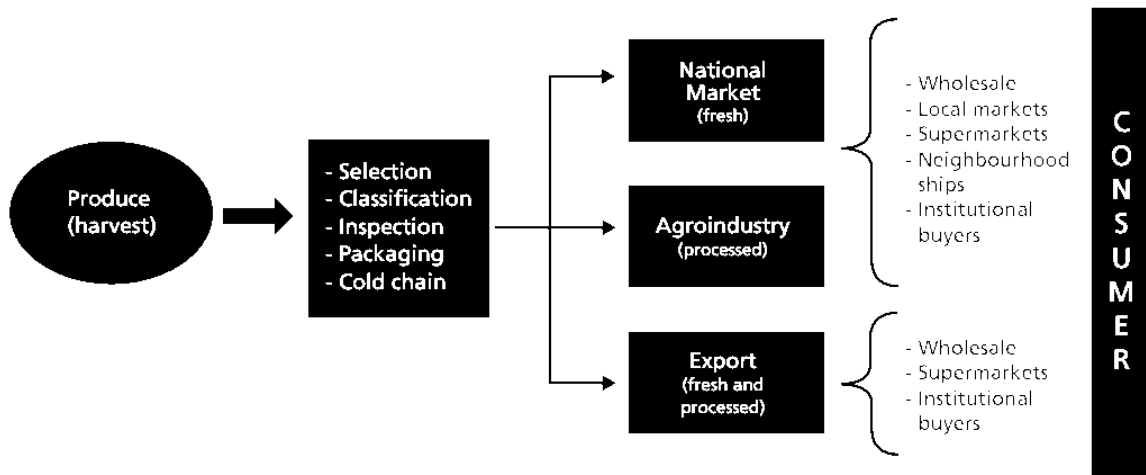 Produce
(harvest)
- Selection
- Classification
- Inspection
- Packaging
- Cold chain
National
Market
(fresh)
Agroindustry
(processed)
Export
(fresh and
processed)
- Wholesale
- Local markets
- Supermarkets
- Neighbourhood
ships
- Institutional
buyers
- Wholesale
- Supermarkets
- Institutional
buyers
CONSUMER